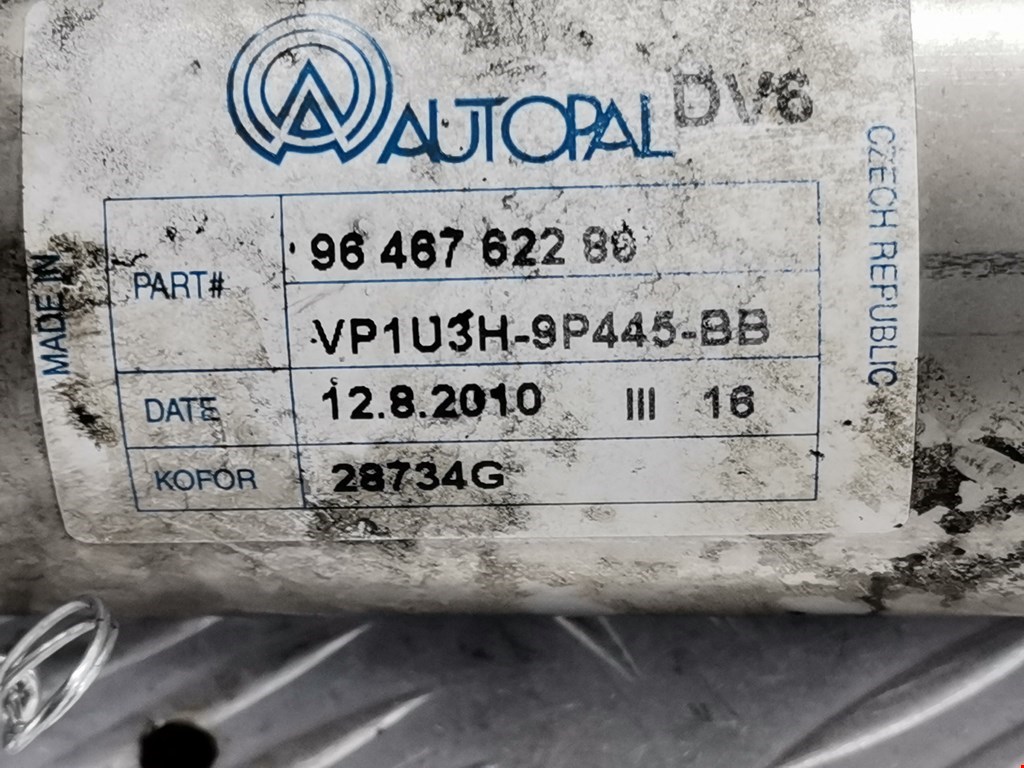 AUTOPAL DV6
MADE IN
CZECH REPUBLIC
PART# 96 467 622 80
VP1U3H-9P445-BB
DATE 12.8.2010 III 16
KOFOR 28734G